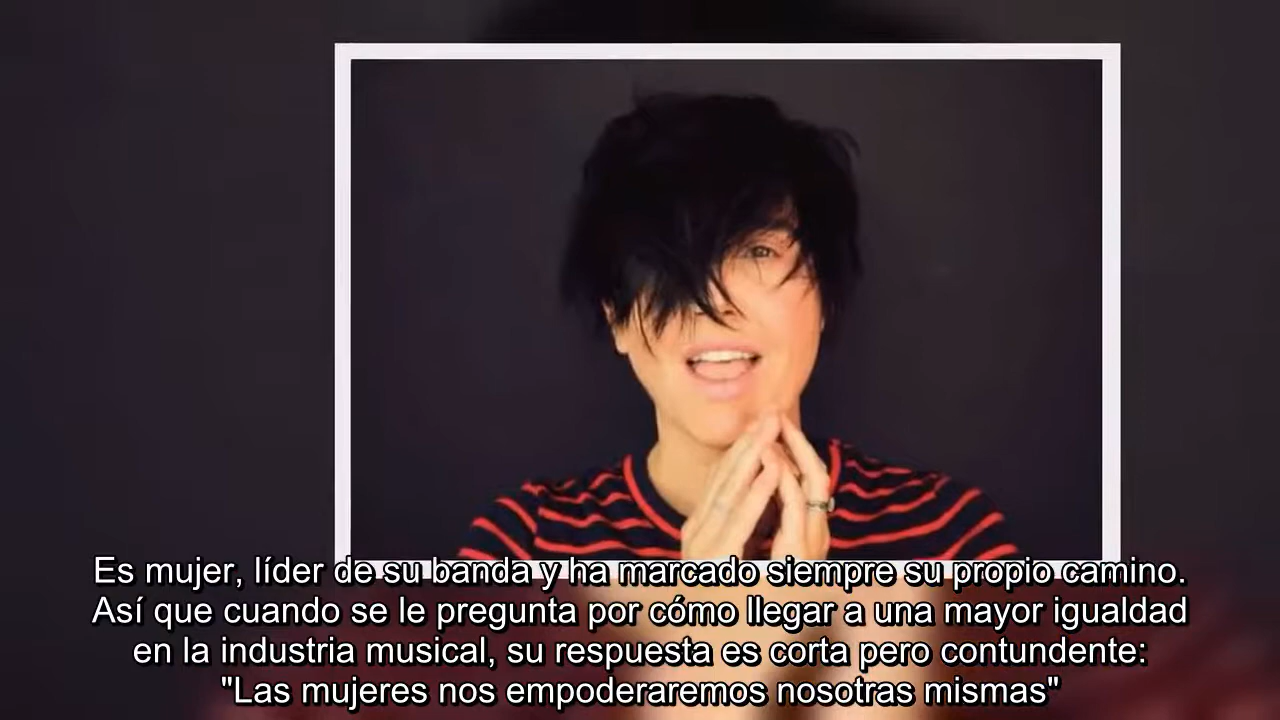 Es mujer, líder de su banda y ha marcado siempre su propio camino.
Así que cuando se le pregunta por cómo llegar a una mayor igualdad
en la industria musical, su respuesta es corta pero contundente:
"Las mujeres nos empoderaremos nosotras mismas"